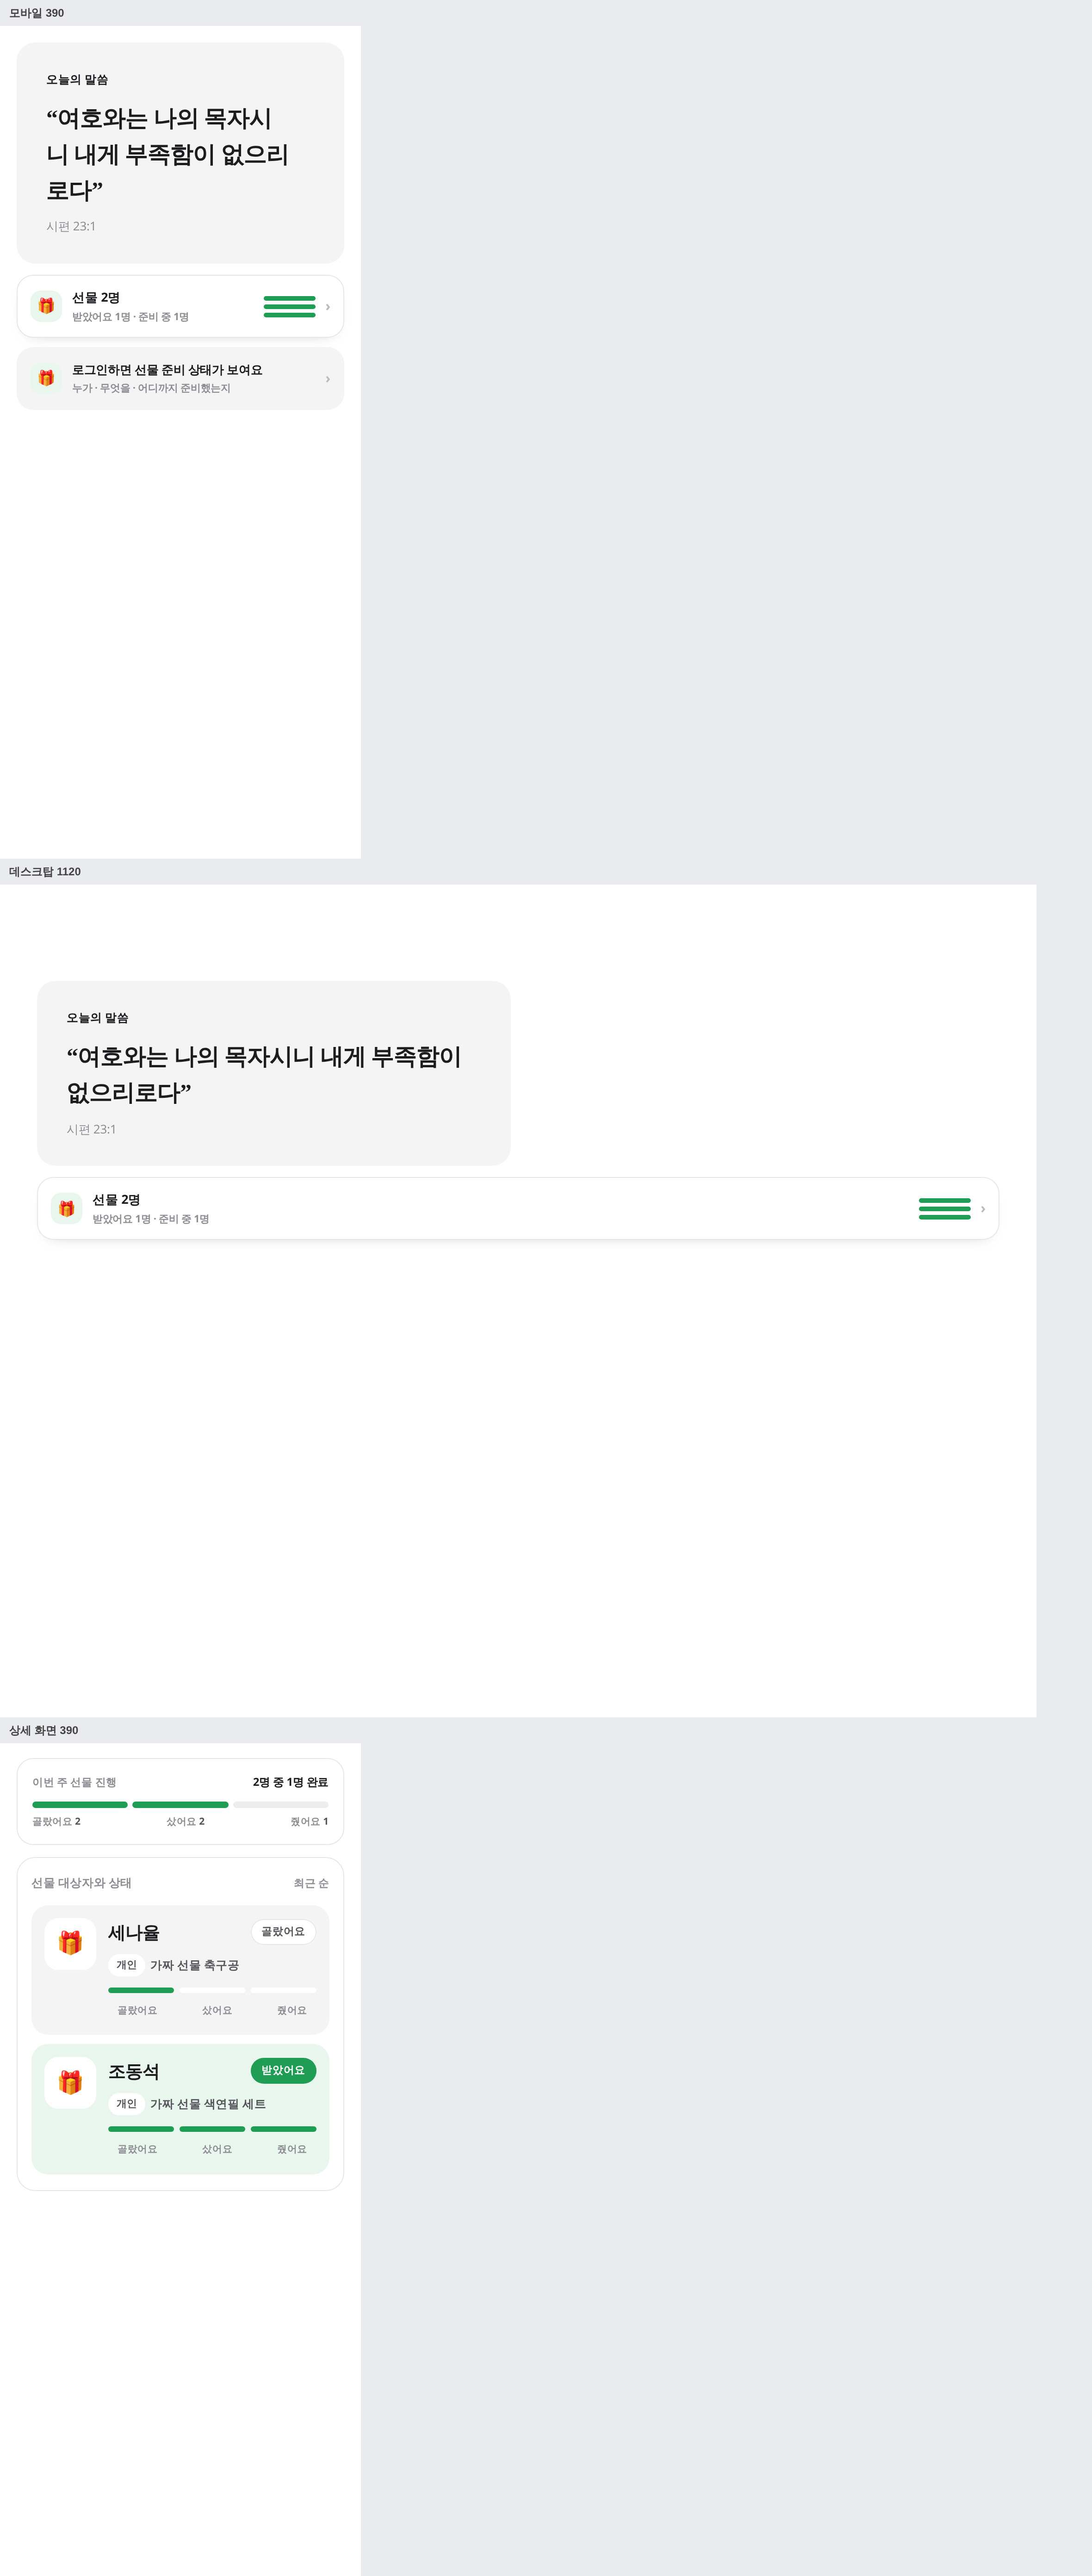 모바일 390
오늘의 말씀
“여호와는 나의 목자시
니 내게 부족함이 없으리
로다”
시편 23:1
선물 2명
받았어요 1명 · 준비 중 1명
›
로그인하면 선물 준비 상태가 보여요
누가 · 무엇을 · 어디까지 준비했는지
›
데스크탑 1120
오늘의 말씀
“여호와는 나의 목자시니 내게 부족함이
없으리로다”
시편 23:1
선물 2명
받았어요 1명 · 준비 중 1명
›
상세 화면 390
이번 주 선물 진행 2명 중 1명 완료
골랐어요 2 샀어요 2 줬어요 1
선물 대상자와 상태 최근 순
세나율 골랐어요
개인 가짜 선물 축구공
골랐어요 샀어요 줬어요
조동석 받았어요
개인 가짜 선물 색연필 세트
골랐어요 샀어요 줬어요